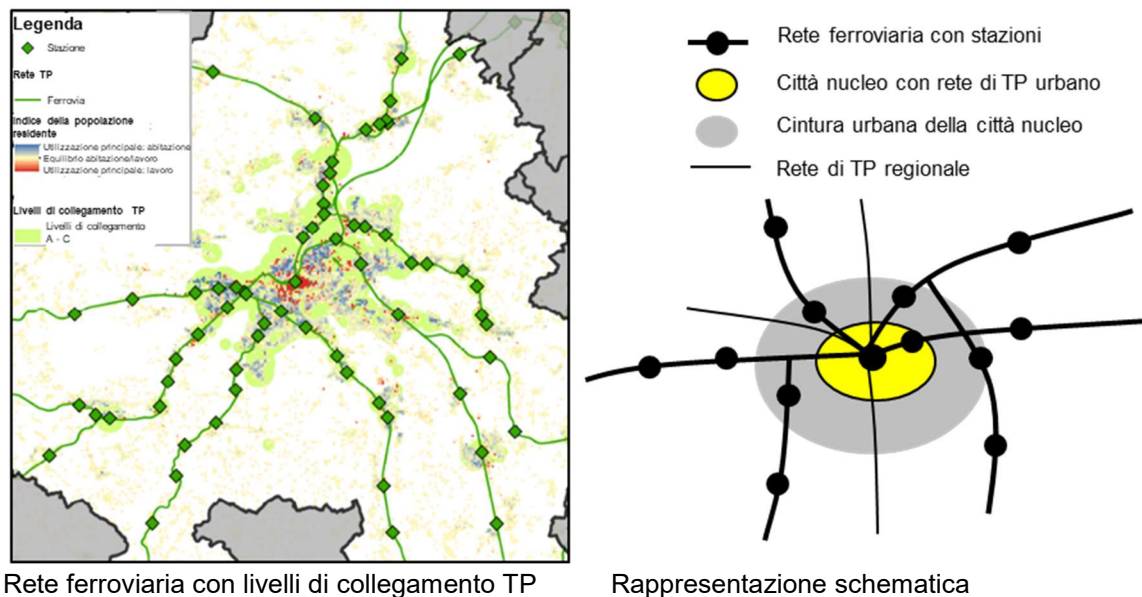 Legenda
Stazione
Rete TP
Ferrovia
Indice della popolazione
residente
Utilizzazione principale: abitazione
Equilibrio abitazione/lavoro
Utilizzazione principale: lavoro
Livelli di collegamento TP
Livelli di collegamento
A - C
Rete ferroviaria con stazioni
Città nucleo con rete di TP urbano
Cintura urbana della città nucleo
Rete di TP regionale
Rete ferroviaria con livelli di collegamento TP
Rappresentazione schematica